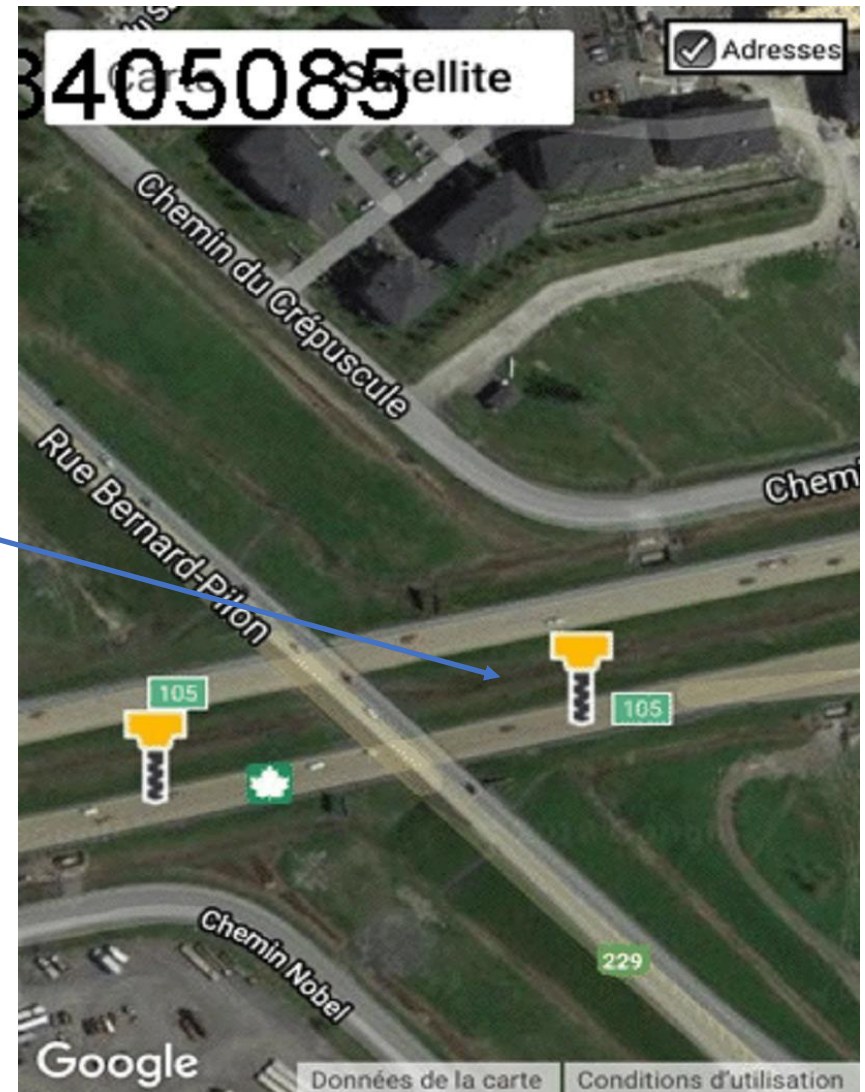 3405085
Carte Satellite
Adresses
Chemin du Crépuscule
Rue Bernard-Pilon
Chemi
105
105
229
Chemin Nobel
Google
Données de la carte
Conditions d'utilisation